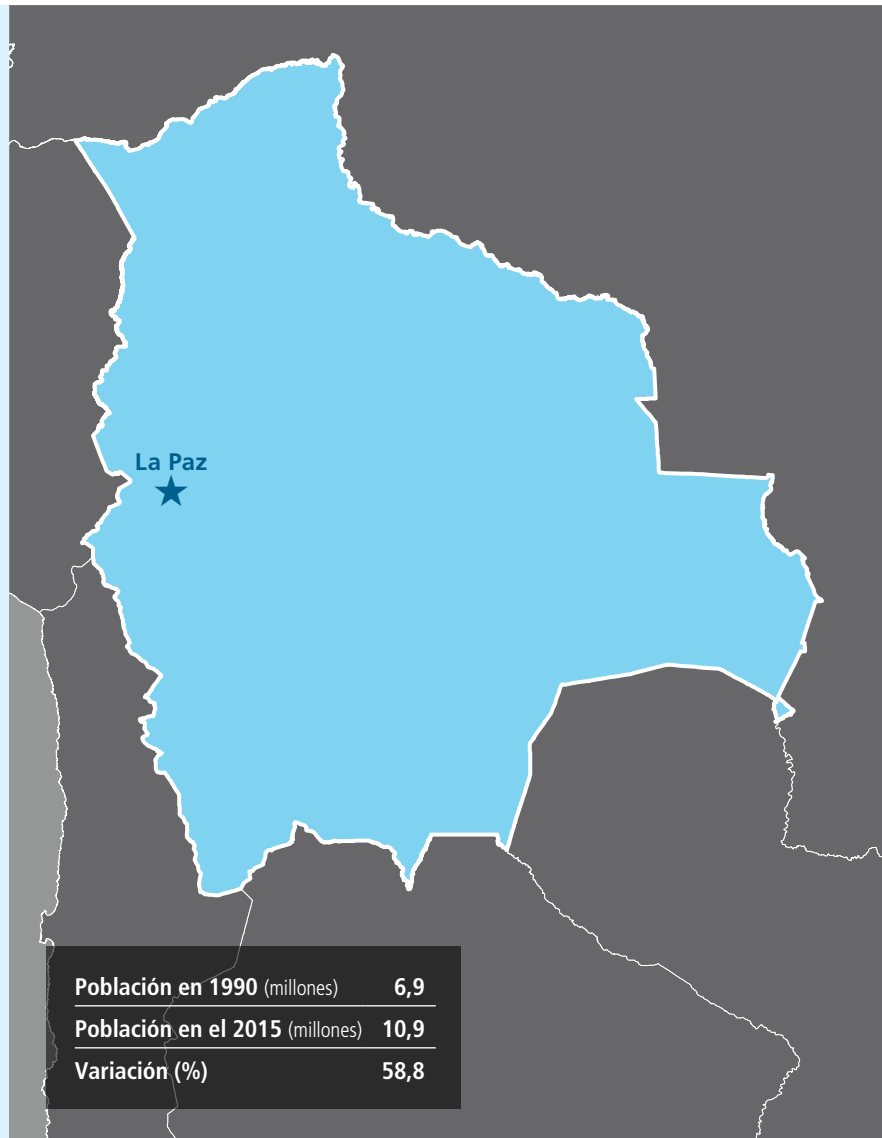 La Paz
Población en 1990 (millones) 6,9
Población en el 2015 (millones) 10,9
Variación (%) 58,8